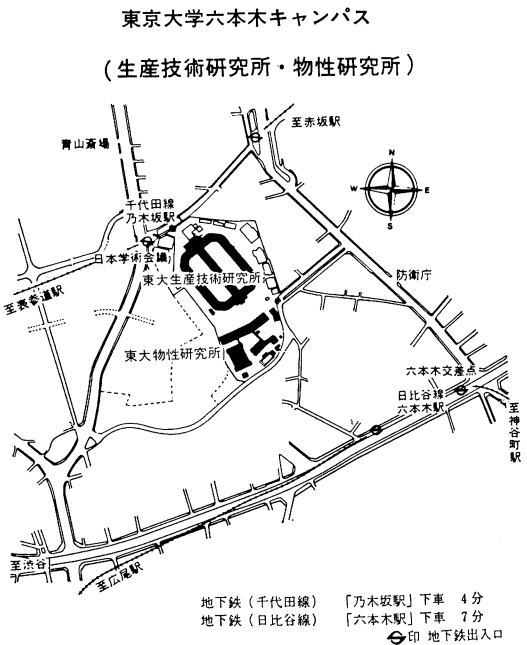 東京大学六本木キャンパス
(生産技術研究所・物性研究所)
至赤坂駅
青山斎場
N
W E
S
千代田線
乃木坂駅
日本学術会議
東大生産技術研究所
防衛庁
至表参道駅
東大物性研究所
六本木交差点
日比谷線
六本木駅
至神谷町駅
至渋谷
至広尾駅
地下鉄(千代田線) 「乃木坂駅」下車 4分
地下鉄(日比谷線) 「六本木駅」下車 7分
印 地下鉄出入口